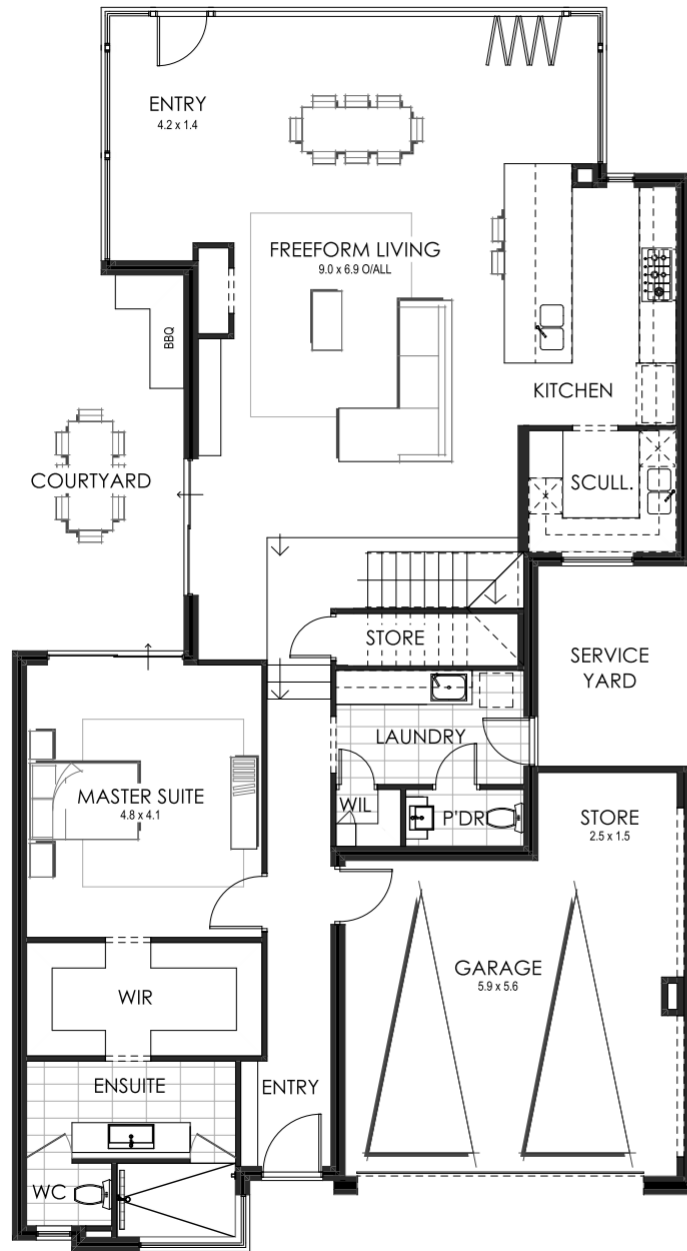 ENTRY
4.2 x 1.4
FREEFORM LIVING
9.0 x 6.9 O/ALL
BBQ
KITCHEN
COURTYARD
SCULL.
STORE
SERVICE
YARD
LAUNDRY
MASTER SUITE
4.8 x 4.1
WIL
P'DR
STORE
2.5 x 1.5
GARAGE
5.9 x 5.6
WIR
ENSUITE
ENTRY
WC